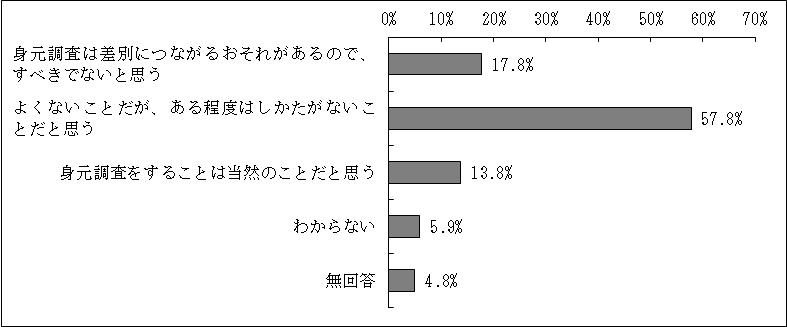 0% 10% 20% 30% 40% 50% 60% 70%
身元調査は差別につながるおそれがあるので、
すべきでないと思う
17.8%
よくないことだが、ある程度はしかたがないこ
とだと思う
57.8%
身元調査をすることは当然のことだと思う
13.8%
わからない
5.9%
無回答
4.8%